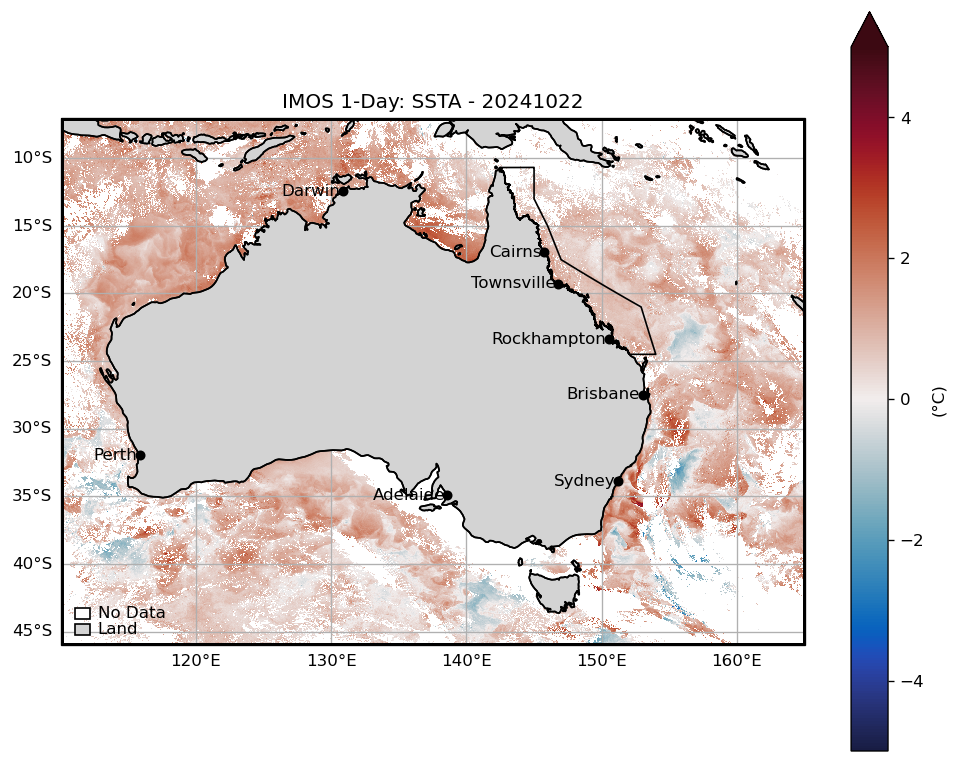 IMOS 1-Day: SSTA - 20241022
10°S
15°S
20°S
25°S
30°S
35°S
40°S
45°S
Darwin
Cairns
Townsville
Rockhampton
Brisbane
Perth
Sydney
Adelaide
No Data
Land
120°E 130°E 140°E 150°E 160°E
4
2
0
−2
−4
(°C)